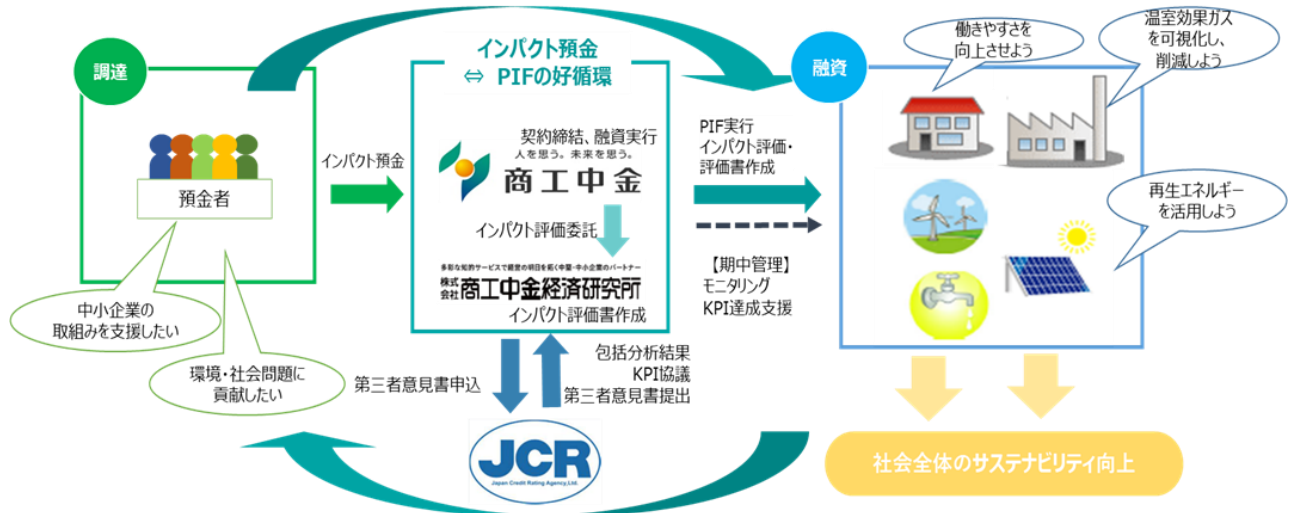 調達
預金者
中小企業の
取組みを支援したい
環境・社会問題に
貢献したい
インパクト預金
インパクト預金
⇔ PIFの好循環
契約締結、融資実行
人を思う。未来を思う。
商工中金
インパクト評価委託
多彩な知的サービスで経営の明日を拓く中堅・中小企業のパートナー
株式会社 商工中金経済研究所
インパクト評価書作成
第三者意見書申込
包括分析結果
KPI協議
第三者意見書提出
JCR
Japan Credit Rating Agency,Ltd.
PIF実行
インパクト評価・
評価書作成
【期中管理】
モニタリング
KPI達成支援
融資
働きやすさを
向上させよう
温室効果ガス
を可視化し、
削減しよう
再生エネルギー
を活用しよう
社会全体のサステナビリティ向上